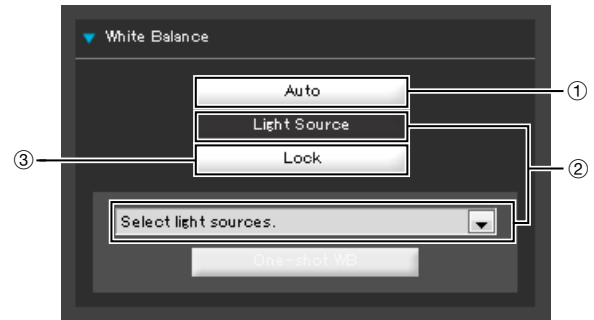 White Balance
Auto
①
Light Source
③
Lock
②
Select light sources.
One-shot WB